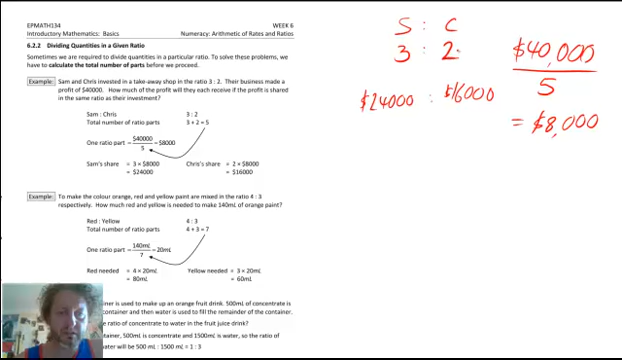 EPMATH134 WEEK 6
Introductory Mathematics: Basics Numeracy: Arithmetic of Rates and Ratios
6.2.2 Dividing Quantities in a Given Ratio
Sometimes we are required to divide quantities in a particular ratio. To solve these problems, we
have to calculate the total number of parts before we proceed.
Example: Sam and Chris invested in a take-away shop in the ratio 3 : 2. Their business made a
profit of $40000. How much of the profit will they each receive if the profit is shared
in the same ratio as their investment?
Sam : Chris 3 : 2
Total number of ratio parts 3 + 2 = 5
One ratio part = $40000 / 5 = $8000
Sam's share = 3 × $8000 Chris's share = 2 × $8000
= $24000 = $16000
Example: To make the colour orange, red and yellow paint are mixed in the ratio 4 : 3
respectively. How much red and yellow is needed to make 140mL of orange paint?
Red : Yellow 4 : 3
Total number of ratio parts 4 + 3 = 7
One ratio part = 140mL / 7 = 20mL
Red needed = 4 × 20mL Yellow needed = 3 × 20mL
= 80mL = 60mL
iner is used to make up an orange fruit drink. 500mL of concentrate is
container and then water is used to fill the remainder of the container.
e ratio of concentrate to water in the fruit juice drink?
tainer, 500mL is concentrate and 1500mL is water, so the ratio of
ater will be 500 mL : 1500 mL = 1 : 3
S : C
3 : 2
$24000 : $16000
$40,000
5
= $8,000